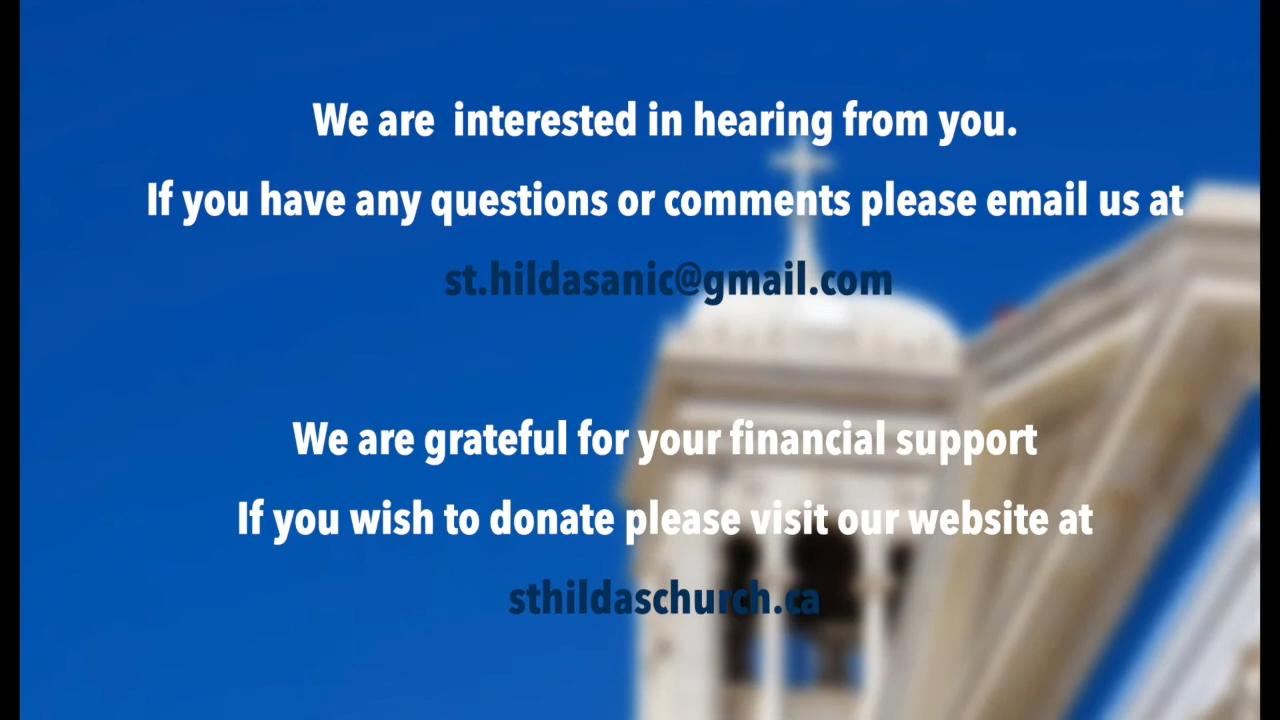 We are  interested in hearing from you.
If you have any questions or comments please email us at
st.hildasanic@gmail.com
We are grateful for your financial support
If you wish to donate please visit our website at
sthildaschurch.ca